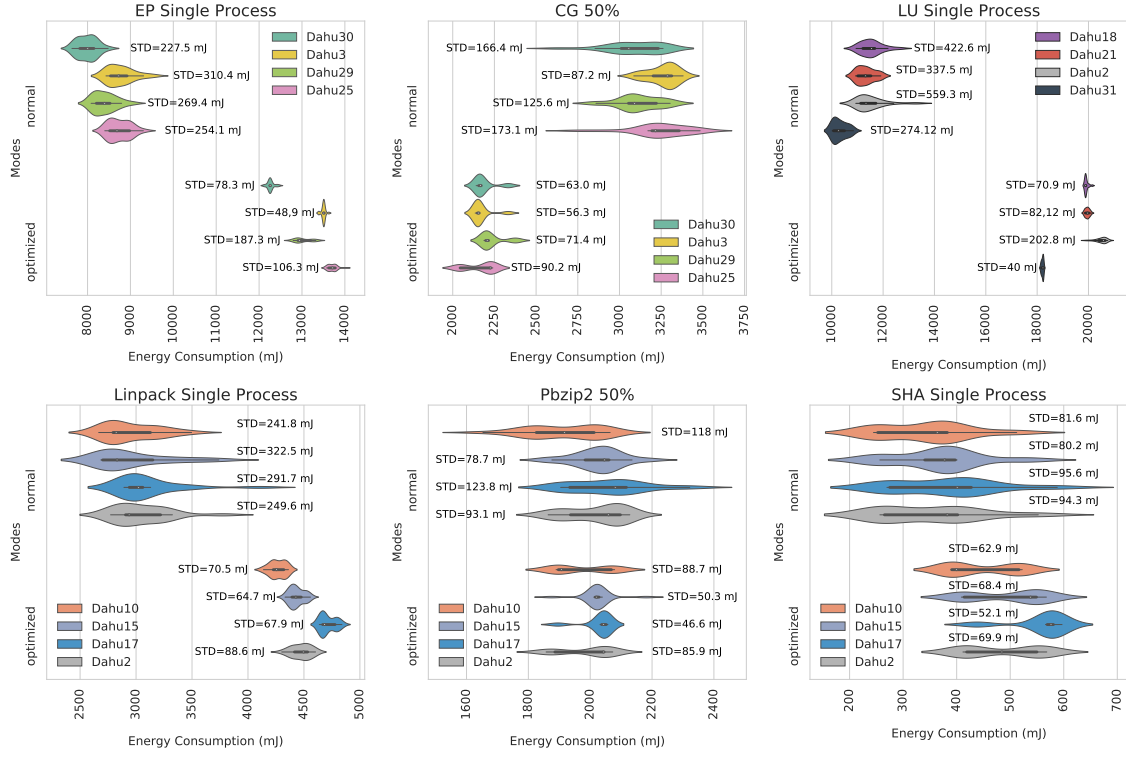 EP Single Process
STD=227.5 mJ
STD=310.4 mJ
STD=269.4 mJ
STD=254.1 mJ
STD=78.3 mJ
STD=48,9 mJ
STD=187.3 mJ
STD=106.3 mJ
Dahu30
Dahu3
Dahu29
Dahu25
normal
optimized
Modes
8000
9000
10000
11000
12000
13000
14000
Energy Consumption (mJ)
CG 50%
STD=166.4 mJ
STD=87.2 mJ
STD=125.6 mJ
STD=173.1 mJ
STD=63.0 mJ
STD=56.3 mJ
STD=71.4 mJ
STD=90.2 mJ
Dahu30
Dahu3
Dahu29
Dahu25
normal
optimized
Modes
2000
2250
2500
2750
3000
3250
3500
3750
Energy Consumption (mJ)
LU Single Process
STD=422.6 mJ
STD=337.5 mJ
STD=559.3 mJ
STD=274.12 mJ
STD=70.9 mJ
STD=82,12 mJ
STD=202.8 mJ
STD=40 mJ
Dahu18
Dahu21
Dahu2
Dahu31
normal
optimized
Modes
10000
12000
14000
16000
18000
20000
Energy Consumption (mJ)
Linpack Single Process
STD=241.8 mJ
STD=322.5 mJ
STD=291.7 mJ
STD=249.6 mJ
STD=70.5 mJ
STD=64.7 mJ
STD=67.9 mJ
STD=88.6 mJ
Dahu10
Dahu15
Dahu17
Dahu2
normal
optimized
Modes
2500
3000
3500
4000
4500
5000
Energy Consumption (mJ)
Pbzip2 50%
STD=118 mJ
STD=78.7 mJ
STD=123.8 mJ
STD=93.1 mJ
STD=88.7 mJ
STD=50.3 mJ
STD=46.6 mJ
STD=85.9 mJ
Dahu10
Dahu15
Dahu17
Dahu2
normal
optimized
Modes
1600
1800
2000
2200
2400
Energy Consumption (mJ)
SHA Single Process
STD=81.6 mJ
STD=80.2 mJ
STD=95.6 mJ
STD=94.3 mJ
STD=62.9 mJ
STD=68.4 mJ
STD=52.1 mJ
STD=69.9 mJ
Dahu10
Dahu15
Dahu17
Dahu2
normal
optimized
Modes
200
300
400
500
600
700
Energy Consumption (mJ)